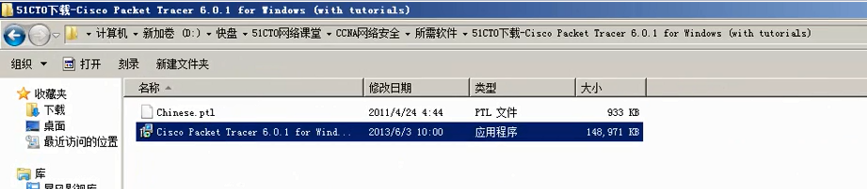 51CTO下载-Cisco Packet Tracer 6.0.1 for Windows (with tutorials)
计算机 新加卷 (D:) 快盘 51CTO网络课堂 CCNA网络安全 所需软件 51CTO下载-Cisco Packet Tracer 6.0.1 for Windows (with tutorials)
组织 打开 刻录 新建文件夹
收藏夹 名称 修改日期 类型 大小
下载 Chinese.ptl 2011/4/24 4:44 PTL 文件 933 KB
桌面 Cisco Packet Tracer 6.0.1 for Wind... 2013/6/3 10:00 应用程序 148,971 KB
最近访问的位置
库
暴风影视库